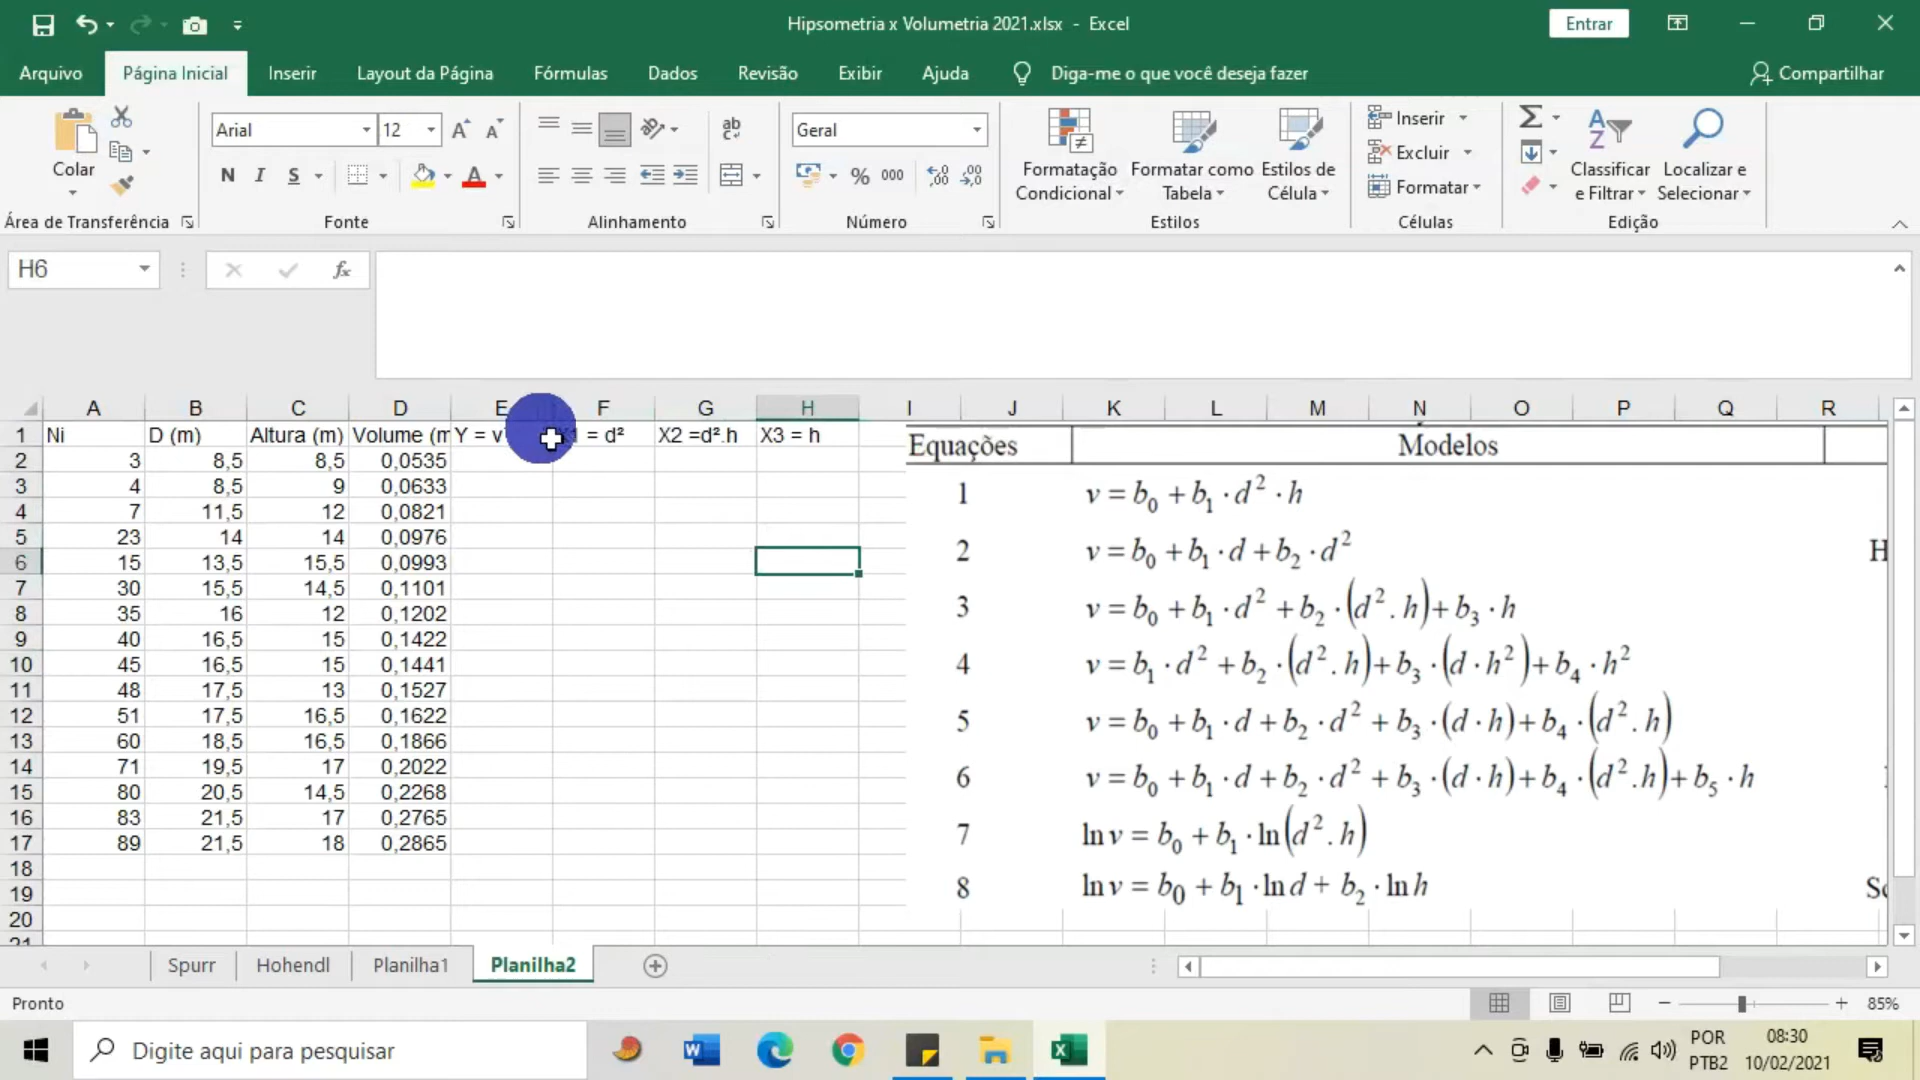 Hipsometria x Volumetria 2021.xlsx - Excel
Entrar
Arquivo Página Inicial Inserir Layout da Página Fórmulas Dados Revisão Exibir Ajuda Diga-me o que você deseja fazer Compartilhar
Arial 12 Geral
Colar
N I S
% 000
Formatação Condicional
Formatar como Tabela
Estilos de Célula
Inserir
Excluir
Formatar
Classificar e Filtrar
Localizar e Selecionar
Área de Transferência Fonte Alinhamento Número Estilos Células Edição
H6 fx
A B C D E F G H I J K L M N O P Q R
1 Ni D (m) Altura (m) Volume (m Y = v = d² X2 =d².h X3 = h
2 3 8,5 8,5 0,0535
3 4 8,5 9 0,0633
4 7 11,5 12 0,0821
5 23 14 14 0,0976
6 15 13,5 15,5 0,0993
7 30 15,5 14,5 0,1101
8 35 16 12 0,1202
9 40 16,5 15 0,1422
10 45 16,5 15 0,1441
11 48 17,5 13 0,1527
12 51 17,5 16,5 0,1622
13 60 18,5 16,5 0,1866
14 71 19,5 17 0,2022
15 80 20,5 14,5 0,2268
16 83 21,5 17 0,2765
17 89 21,5 18 0,2865
18
19
20
Equações Modelos
1 v = b₀ + b₁ · d² · h
2 v = b₀ + b₁ · d + b₂ · d² H
3 v = b₀ + b₁ · d² + b₂ · (d² . h) + b₃ · h
4 v = b₁ · d² + b₂ · (d² . h) + b₃ · (d · h²) + b₄ · h²
5 v = b₀ + b₁ · d + b₂ · d² + b₃ · (d · h) + b₄ · (d² . h)
6 v = b₀ + b₁ · d + b₂ · d² + b₃ · (d · h) + b₄ · (d² .h) + b₅ · h
7 ln v = b₀ + b₁ · ln(d² . h)
8 ln v = b₀ + b₁ · ln d + b₂ · ln h
Spurr Hohendl Planilha1 Planilha2
Pronto 85%
Digite aqui para pesquisar
POR 08:30
PTB2 10/02/2021